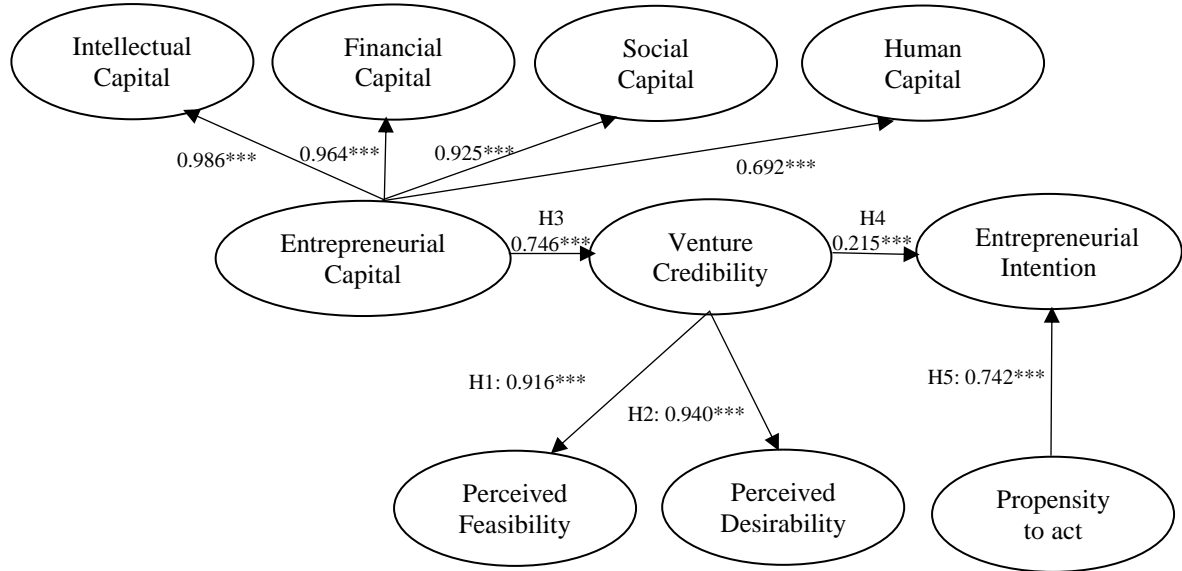 Intellectual
Capital
Financial
Capital
Social
Capital
Human
Capital
0.986***
0.964***
0.925***
0.692***
Entrepreneurial
Capital
H3
0.746***
Venture
Credibility
H4
0.215***
Entrepreneurial
Intention
H1: 0.916***
H2: 0.940***
H5: 0.742***
Perceived
Feasibility
Perceived
Desirability
Propensity
to act